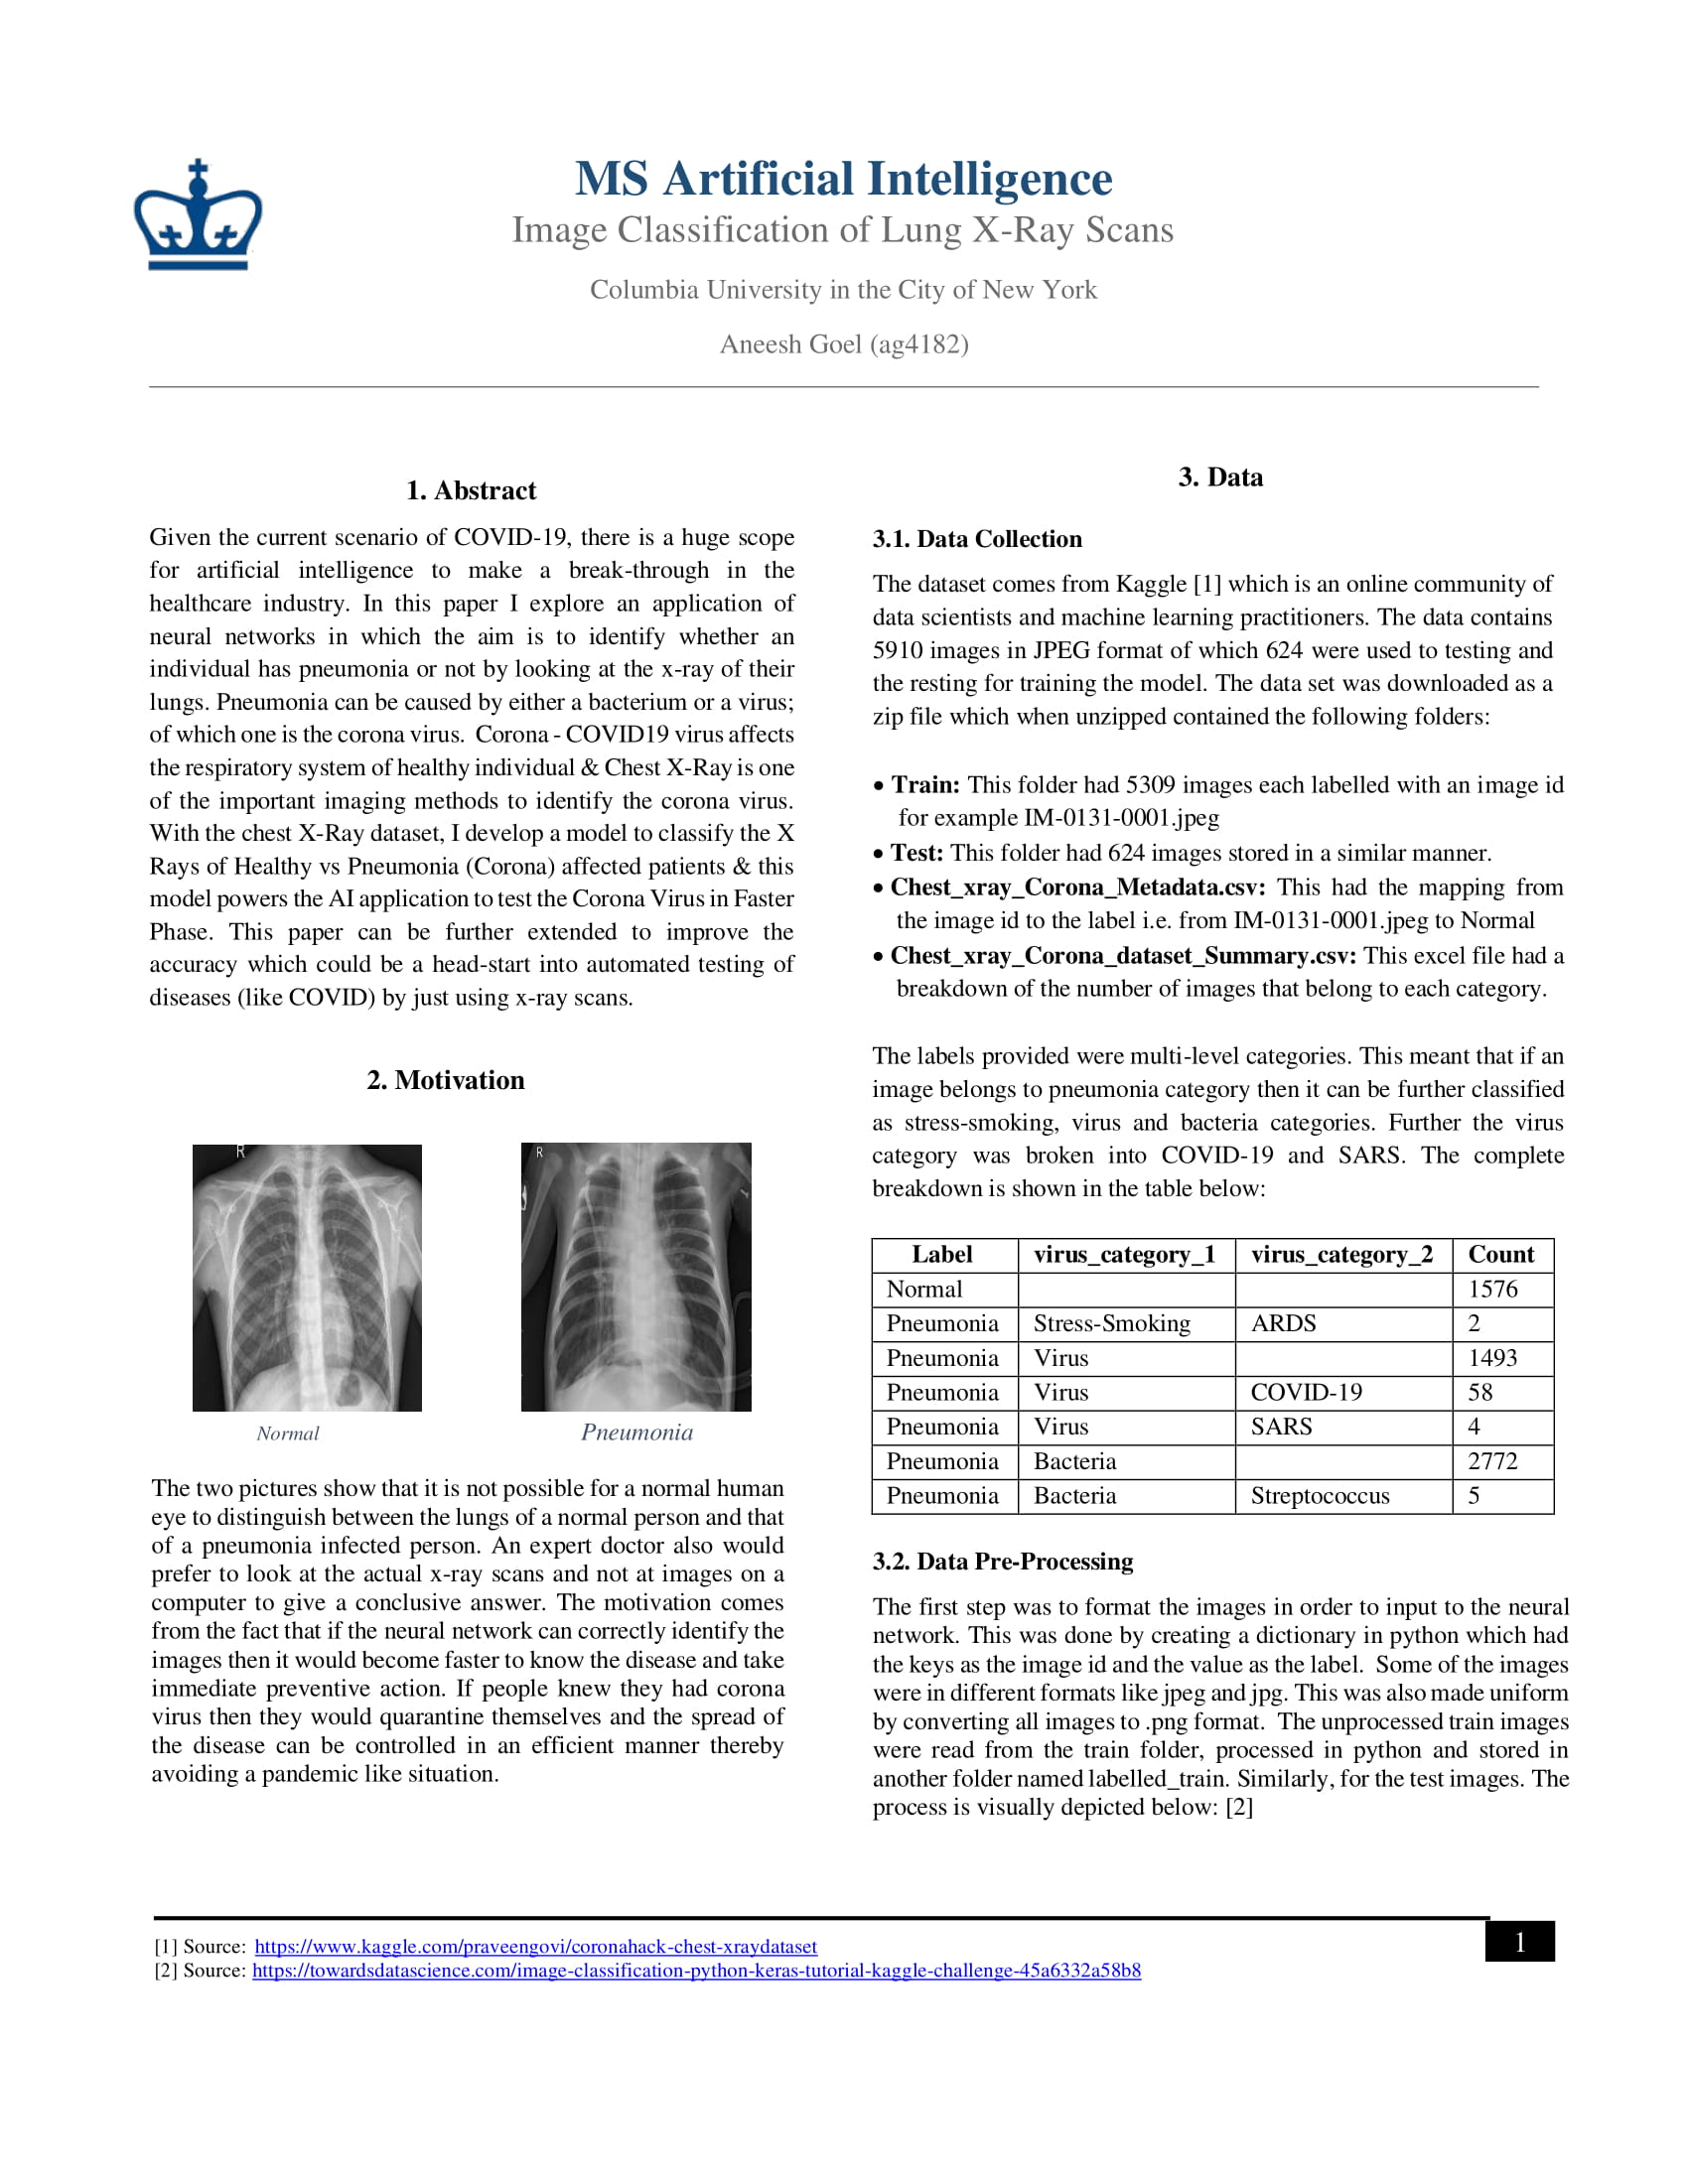 MS Artificial Intelligence
Image Classification of Lung X-Ray Scans
Columbia University in the City of New York
Aneesh Goel (ag4182)
1. Abstract
Given the current scenario of COVID-19, there is a huge scope
for artificial intelligence to make a break-through in the
healthcare industry. In this paper I explore an application of
neural networks in which the aim is to identify whether an
individual has pneumonia or not by looking at the x-ray of their
lungs. Pneumonia can be caused by either a bacterium or a virus;
of which one is the corona virus. Corona - COVID19 virus affects
the respiratory system of healthy individual & Chest X-Ray is one
of the important imaging methods to identify the corona virus.
With the chest X-Ray dataset, I develop a model to classify the X
Rays of Healthy vs Pneumonia (Corona) affected patients & this
model powers the AI application to test the Corona Virus in Faster
Phase. This paper can be further extended to improve the
accuracy which could be a head-start into automated testing of
diseases (like COVID) by just using x-ray scans.
2. Motivation
R
R
Normal
Pneumonia
The two pictures show that it is not possible for a normal human
eye to distinguish between the lungs of a normal person and that
of a pneumonia infected person. An expert doctor also would
prefer to look at the actual x-ray scans and not at images on a
computer to give a conclusive answer. The motivation comes
from the fact that if the neural network can correctly identify the
images then it would become faster to know the disease and take
immediate preventive action. If people knew they had corona
virus then they would quarantine themselves and the spread of
the disease can be controlled in an efficient manner thereby
avoiding a pandemic like situation.
3. Data
3.1. Data Collection
The dataset comes from Kaggle [1] which is an online community of
data scientists and machine learning practitioners. The data contains
5910 images in JPEG format of which 624 were used to testing and
the resting for training the model. The data set was downloaded as a
zip file which when unzipped contained the following folders:
• Train: This folder had 5309 images each labelled with an image id
for example IM-0131-0001.jpeg
• Test: This folder had 624 images stored in a similar manner.
• Chest_xray_Corona_Metadata.csv: This had the mapping from
the image id to the label i.e. from IM-0131-0001.jpeg to Normal
• Chest_xray_Corona_dataset_Summary.csv: This excel file had a
breakdown of the number of images that belong to each category.
The labels provided were multi-level categories. This meant that if an
image belongs to pneumonia category then it can be further classified
as stress-smoking, virus and bacteria categories. Further the virus
category was broken into COVID-19 and SARS. The complete
breakdown is shown in the table below:
Label virus_category_1 virus_category_2 Count
Normal 1576
Pneumonia Stress-Smoking ARDS 2
Pneumonia Virus 1493
Pneumonia Virus COVID-19 58
Pneumonia Virus SARS 4
Pneumonia Bacteria 2772
Pneumonia Bacteria Streptococcus 5
3.2. Data Pre-Processing
The first step was to format the images in order to input to the neural
network. This was done by creating a dictionary in python which had
the keys as the image id and the value as the label. Some of the images
were in different formats like jpeg and jpg. This was also made uniform
by converting all images to .png format. The unprocessed train images
were read from the train folder, processed in python and stored in
another folder named labelled_train. Similarly, for the test images. The
process is visually depicted below: [2]
[1] Source: https://www.kaggle.com/praveengovi/coronahack-chest-xraydataset
[2] Source: https://towardsdatascience.com/image-classification-python-keras-tutorial-kaggle-challenge-45a6332a58b8
1